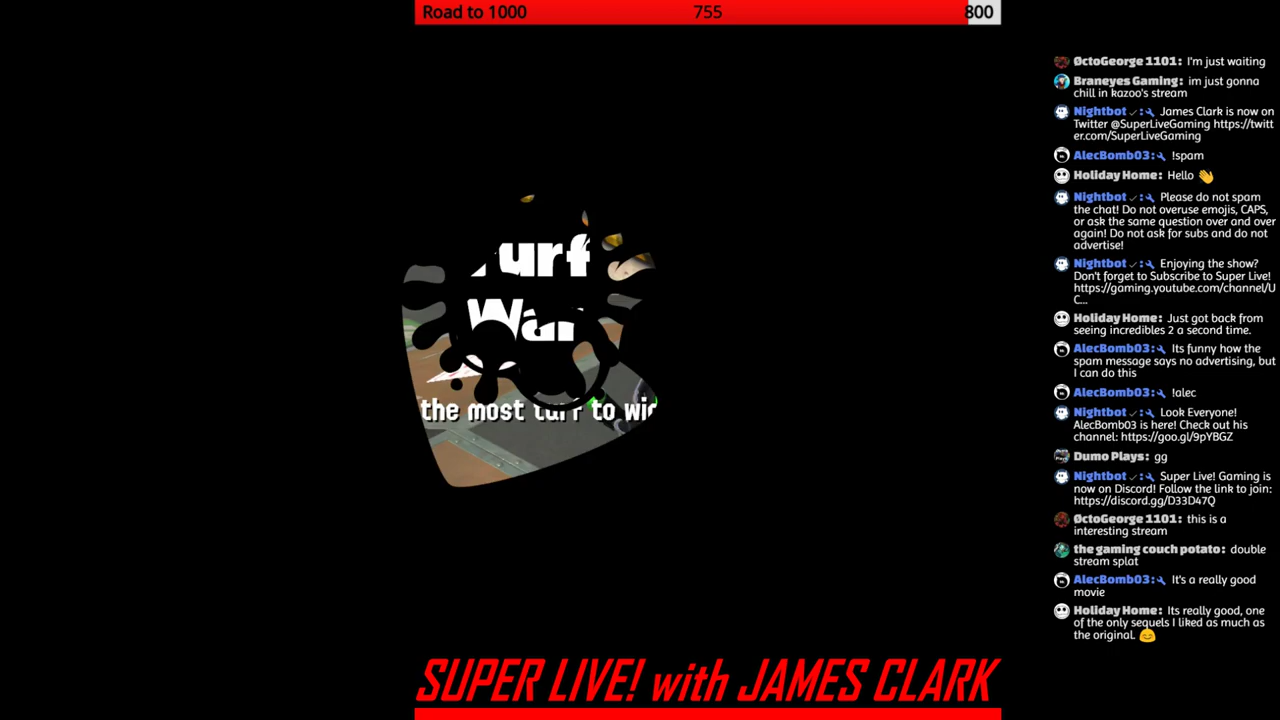 Road to 1000 755 800
urf
War
the most turf to wi
SUPER LIVE! with JAMES CLARK
ØctoGeorge 1101: I'm just waiting
Braneyes Gaming: im just gonna
chill in kazoo's stream
Nightbot ✓: James Clark is now on
Twitter @SuperLiveGaming https://twitt
er.com/SuperLiveGaming
AlecBomb03: !spam
Holiday Home: Hello 👋
Nightbot ✓: Please do not spam
the chat! Do not overuse emojis, CAPS,
or ask the same question over and over
again! Do not ask for subs and do not
advertise!
Nightbot ✓: Enjoying the show?
Don't forget to Subscribe to Super Live!
https://gaming.youtube.com/channel/U
C...
Holiday Home: Just got back from
seeing incredibles 2 a second time.
AlecBomb03: Its funny how the
spam message says no advertising, but
I can do this
AlecBomb03: !alec
Nightbot ✓: Look Everyone!
AlecBomb03 is here! Check out his
channel: https://goo.gl/9pYBGZ
Dumo Plays: gg
Nightbot ✓: Super Live! Gaming is
now on Discord! Follow the link to join:
https://discord.gg/D33D47Q
ØctoGeorge 1101: this is a
interesting stream
the gaming couch potato: double
stream splat
AlecBomb03: It's a really good
movie
Holiday Home: Its really good, one
of the only sequels I liked as much as
the original. 😊